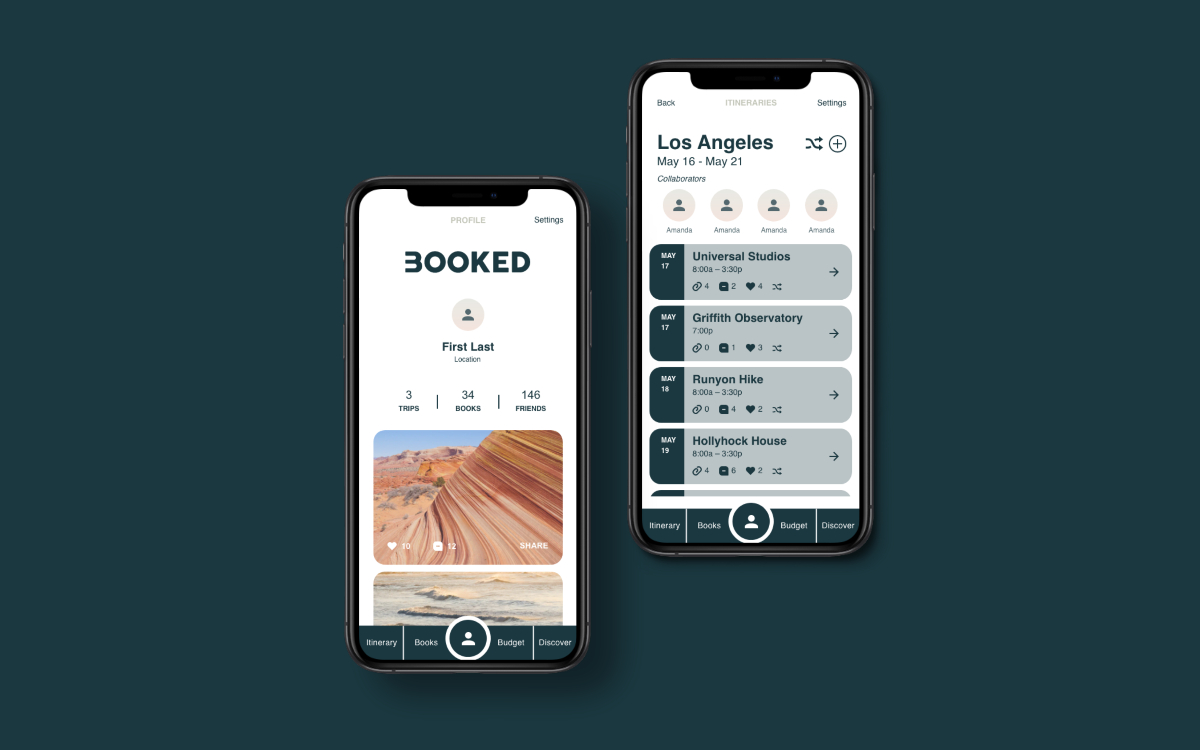 PROFILE
Settings
BOOKED
First Last
Location
3
34
146
TRIPS
BOOKS
FRIENDS
10
12
SHARE
Itinerary
Books
Budget
Discover
Back
ITINERARIES
Settings
Los Angeles
May 16 - May 21
Collaborators
Amanda
Amanda
Amanda
Amanda
MAY
17
Universal Studios
8:00a – 3:30p
4
2
4
MAY
17
Griffith Observatory
7:00p
0
1
3
MAY
18
Runyon Hike
8:00a – 3:30p
0
4
2
MAY
19
Hollyhock House
8:00a – 3:30p
4
6
2
Itinerary
Books
Budget
Discover